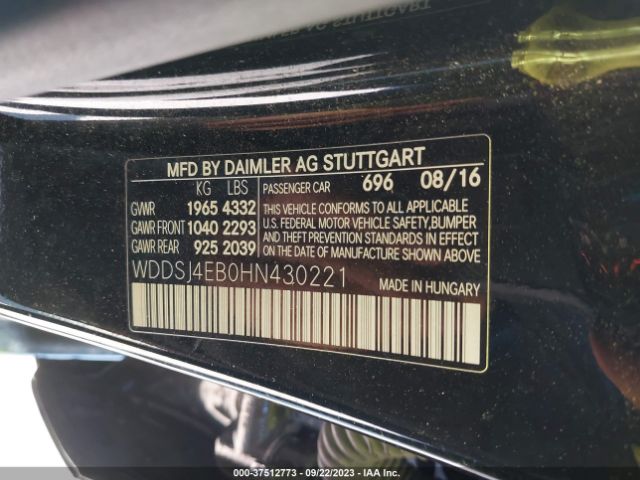 MFD BY DAIMLER AG STUTTGART
KG LBS PASSENGER CAR 696 08/16
GVWR 1965 4332
GAWR FRONT 1040 2293
GAWR REAR 925 2039
THIS VEHICLE CONFORMS TO ALL APPLICABLE
U.S. FEDERAL MOTOR VEHICLE SAFETY,BUMPER
AND THEFT PREVENTION STANDARDS IN EFFECT
ON THE DATE OF MANUFACTURE SHOWN ABOVE
WDDSJ4EB0HN430221
MADE IN HUNGARY
000-37512773 - 09/22/2023 - IAA Inc.